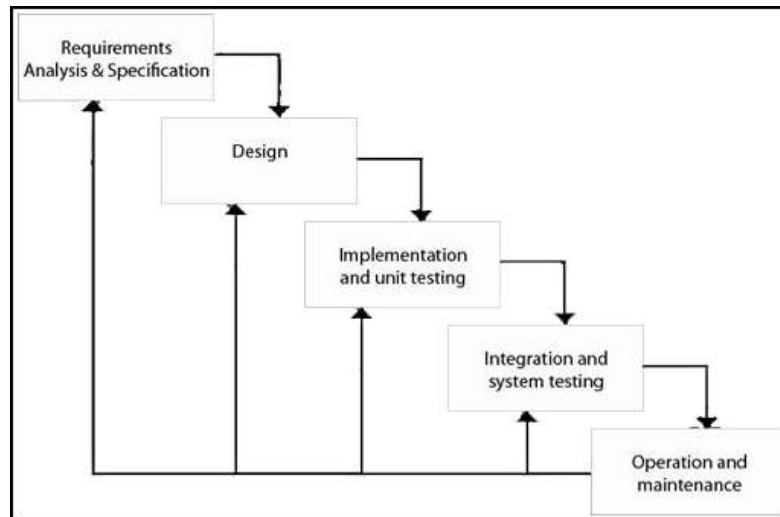 Requirements
Analysis & Specification
Design
Implementation
and unit testing
Integration and
system testing
Operation and
maintenance